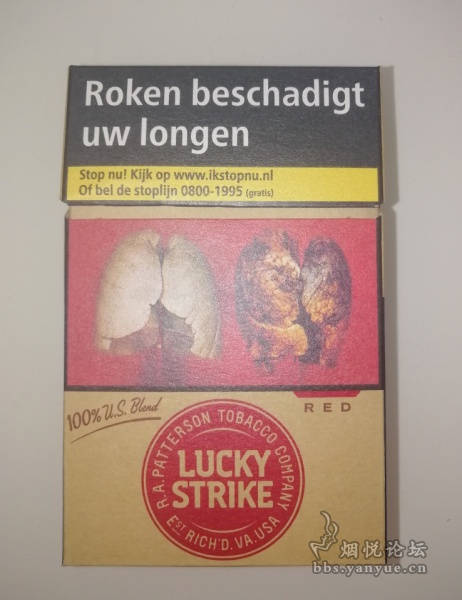 Roken beschadigt
uw longen
Stop nu! Kijk op www.ikstopnu.nl
Of bel de stoplijn 0800-1995 (gratis)
100% U.S. Blend
RED
R.A. PATTERSON TOBACCO COMPANY
LUCKY
STRIKE
EST. RICH'D. VA. USA
烟悦论坛
bbs.yanyue.cn